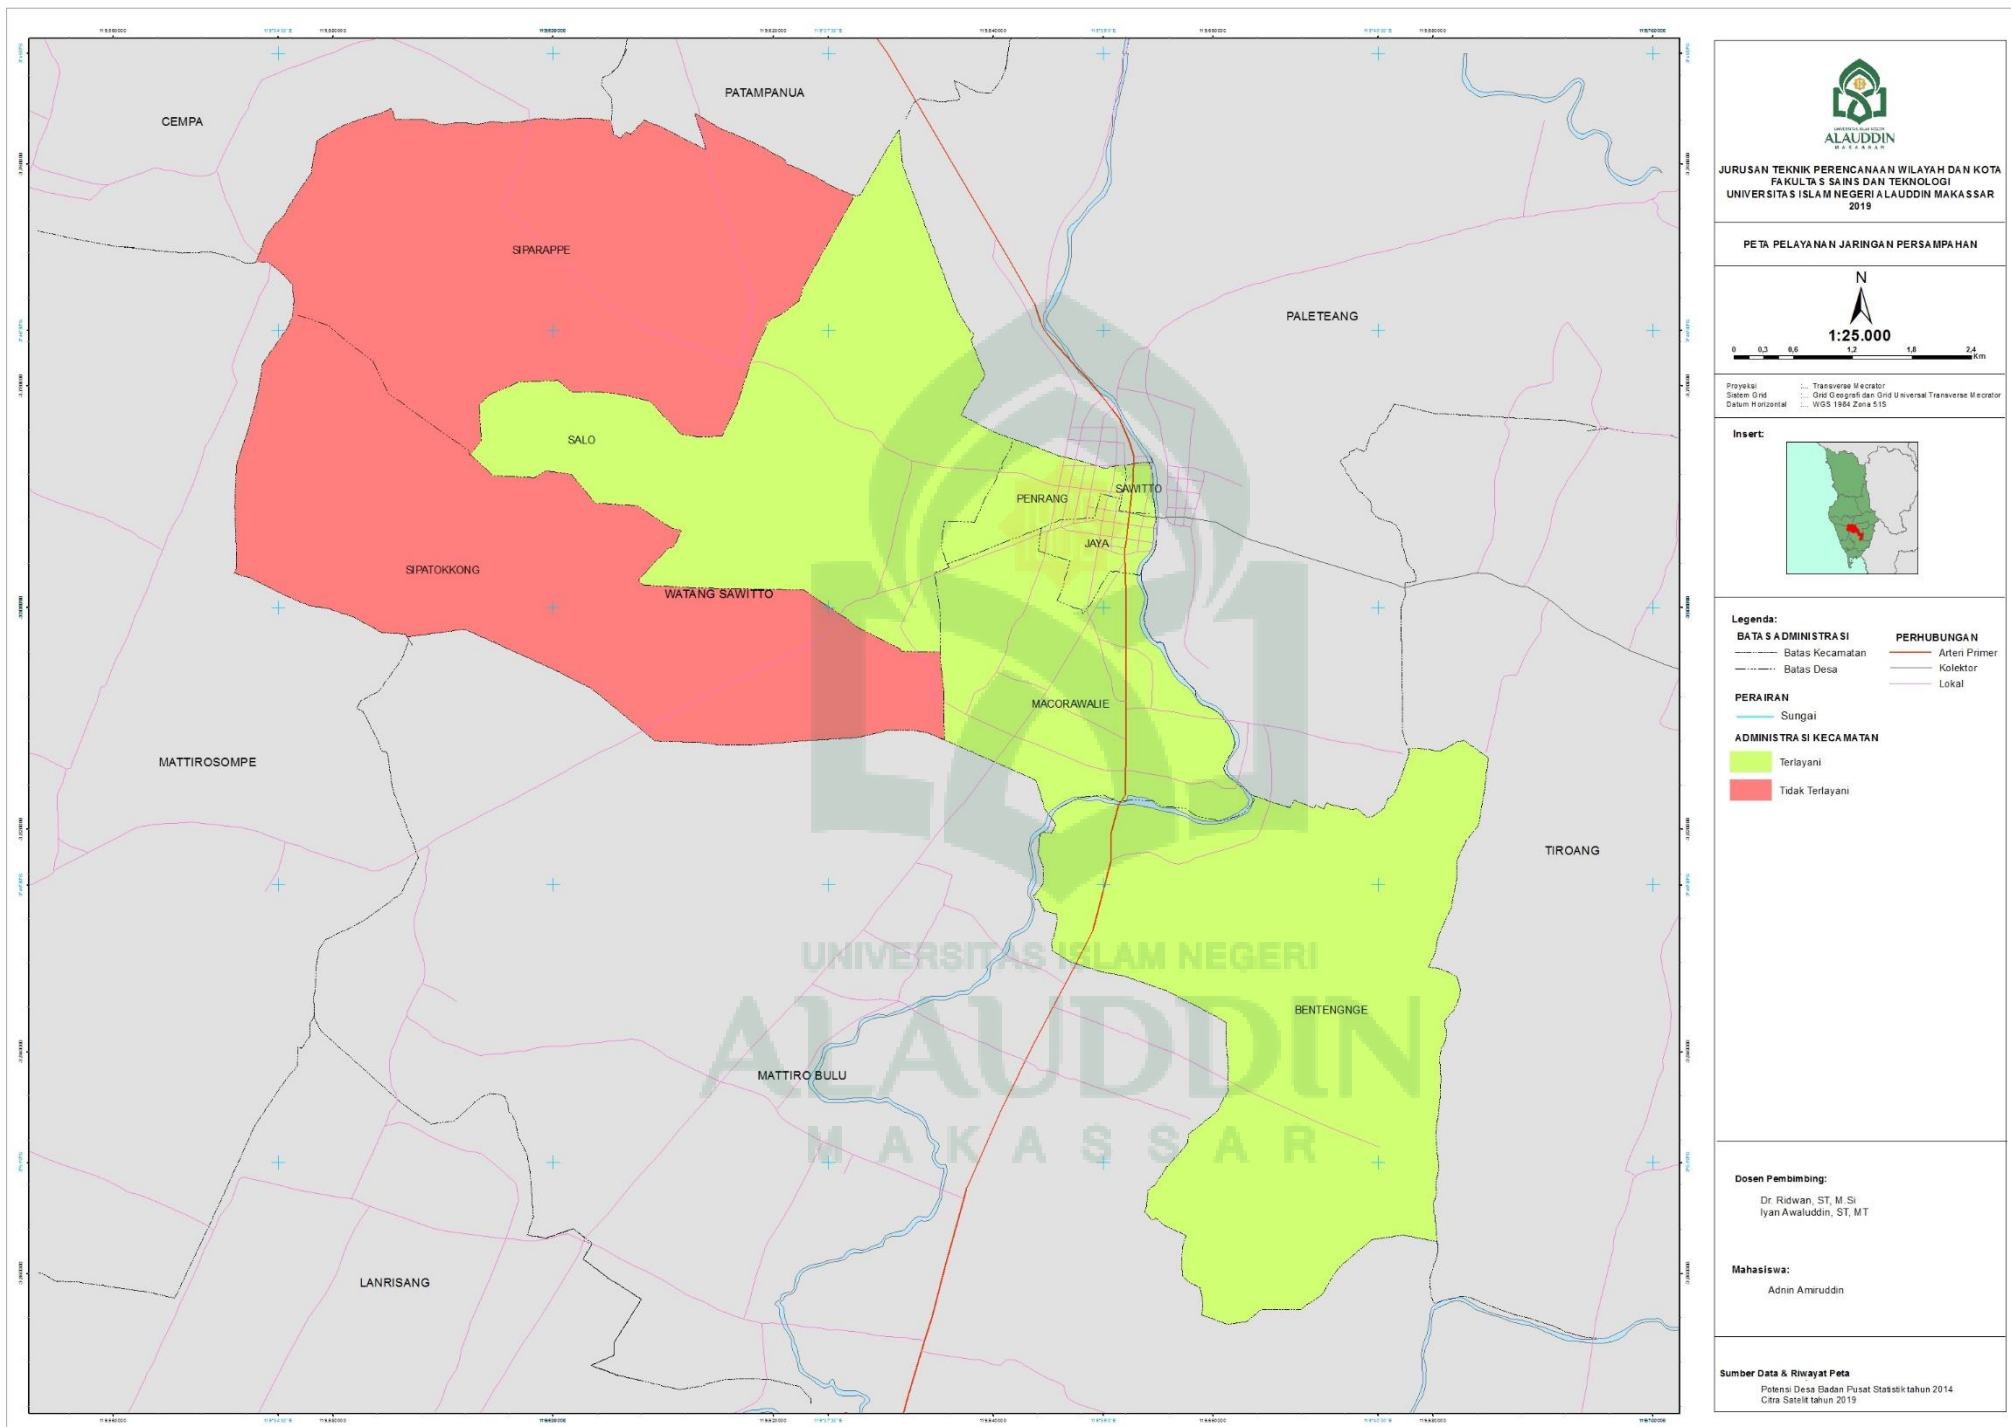 CEMPA
PATAMPANUA
SIPARAPPE
PALETEANG
SALO
PENRANG
SAWITTO
JAYA
SIPATOKKONG
WATANG SAWITTO
MACORAWALIE
MATTIROSOMPE
TIROANG
BENTENGNGE
MATTIRO BULU
LANRISANG
UNIVERSITAS ISLAM NEGERI
ALAUDDIN
MAKASSAR
UNIVERSITAS ISLAM NEGERI
ALAUDDIN
MAKASSAR
JURUSAN TEKNIK PERENCANAAN WILAYAH DAN KOTA
FAKULTAS SAINS DAN TEKNOLOGI
UNIVERSITAS ISLAM NEGERI ALAUDDIN MAKASSAR
2019
PETA PELAYANAN JARINGAN PERSAMPAHAN
N
1:25.000
0 0,3 0,6 1,2 1,8 2,4
Km
Proyeksi :... Transverse Mecrator
Sistem Grid :... Grid Geografi dan Grid Universal Transverse Mecrator
Datum Horizontal :... WGS 1984 Zona 51S
Insert:
Legenda:
BATAS ADMINISTRASI
Batas Kecamatan
Batas Desa
PERHUBUNGAN
Arteri Primer
Kolektor
Lokal
PERAIRAN
Sungai
ADMINISTRASI KECAMATAN
Terlayani
Tidak Terlayani
Dosen Pembimbing:
Dr. Ridwan, ST, M.Si
Iyan Awaluddin, ST, MT
Mahasiswa:
Adnin Amiruddin
Sumber Data & Riwayat Peta
Potensi Desa Badan Pusat Statistik tahun 2014
Citra Satelit tahun 2019